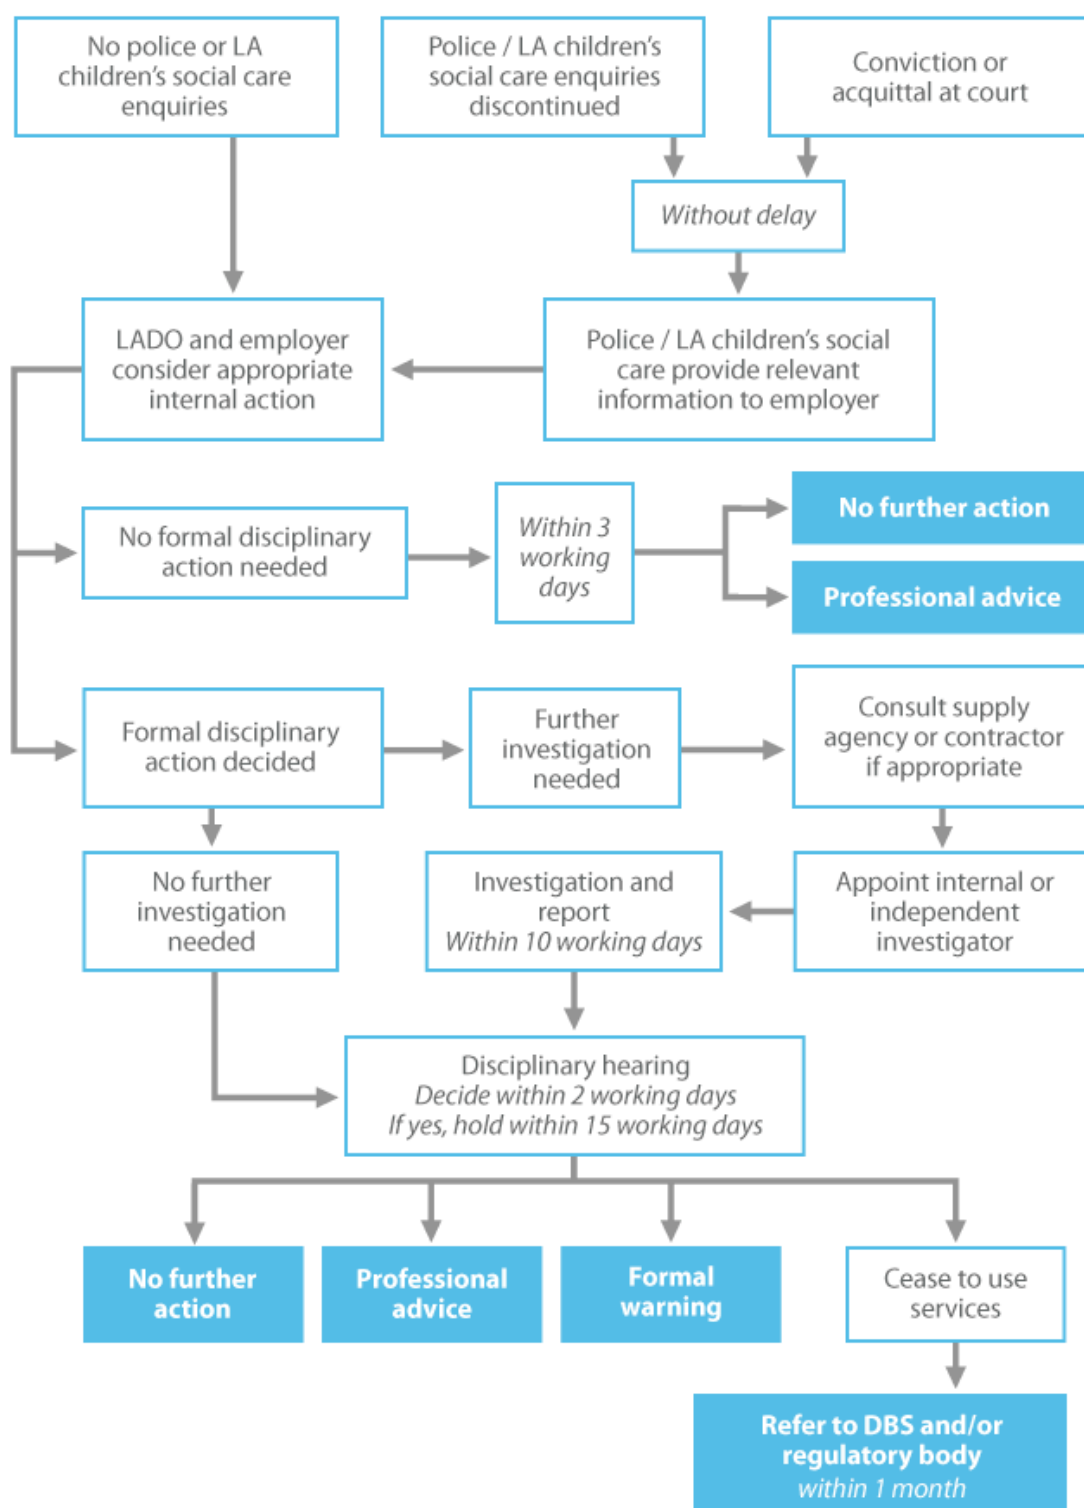 No police or LA
children’s social care
enquiries
Police / LA children’s
social care enquiries
discontinued
Conviction or
acquittal at court
Without delay
LADO and employer
consider appropriate
internal action
Police / LA children’s social
care provide relevant
information to employer
No formal disciplinary
action needed
Within 3
working
days
No further action
Professional advice
Formal disciplinary
action decided
Further
investigation
needed
Consult supply
agency or contractor
if appropriate
No further
investigation
needed
Investigation and
report
Within 10 working days
Appoint internal or
independent
investigator
Disciplinary hearing
Decide within 2 working days
If yes, hold within 15 working days
No further
action
Professional
advice
Formal
warning
Cease to use
services
Refer to DBS and/or
regulatory body
within 1 month